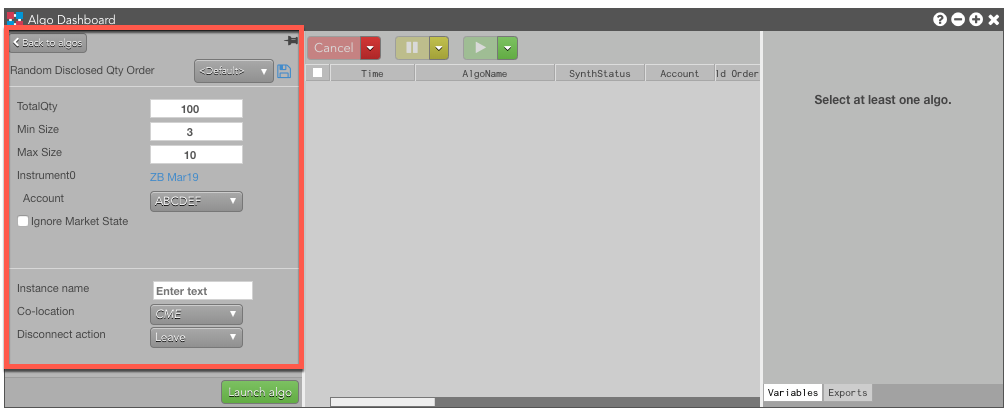 Algo Dashboard
Back to algos
Random Disclosed Qty Order <Default>
TotalQty 100
Min Size 3
Max Size 10
Instrument0 ZB Mar19
Account ABCDEF
Ignore Market State
Instance name Enter text
Co-location CME
Disconnect action Leave
Launch algo
Cancel
Time AlgoName SynthStatus Account ld Order
Select at least one algo.
Variables Exports